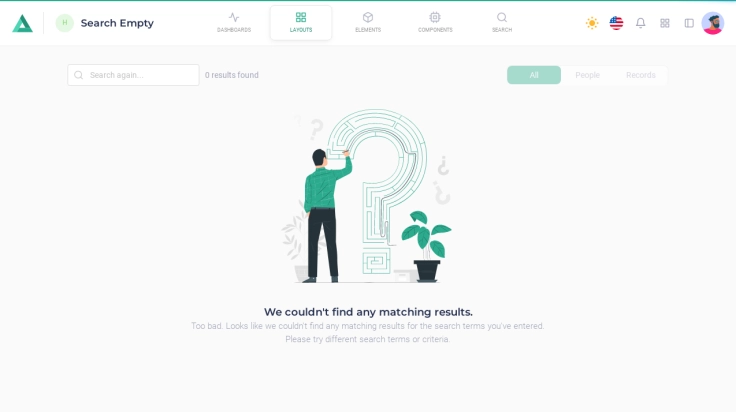 H
Search Empty
DASHBOARDS
LAYOUTS
ELEMENTS
COMPONENTS
SEARCH
Search again...
0 results found
All
People
Records
We couldn't find any matching results.
Too bad. Looks like we couldn't find any matching results for the search terms you've entered.
Please try different search terms or criteria.